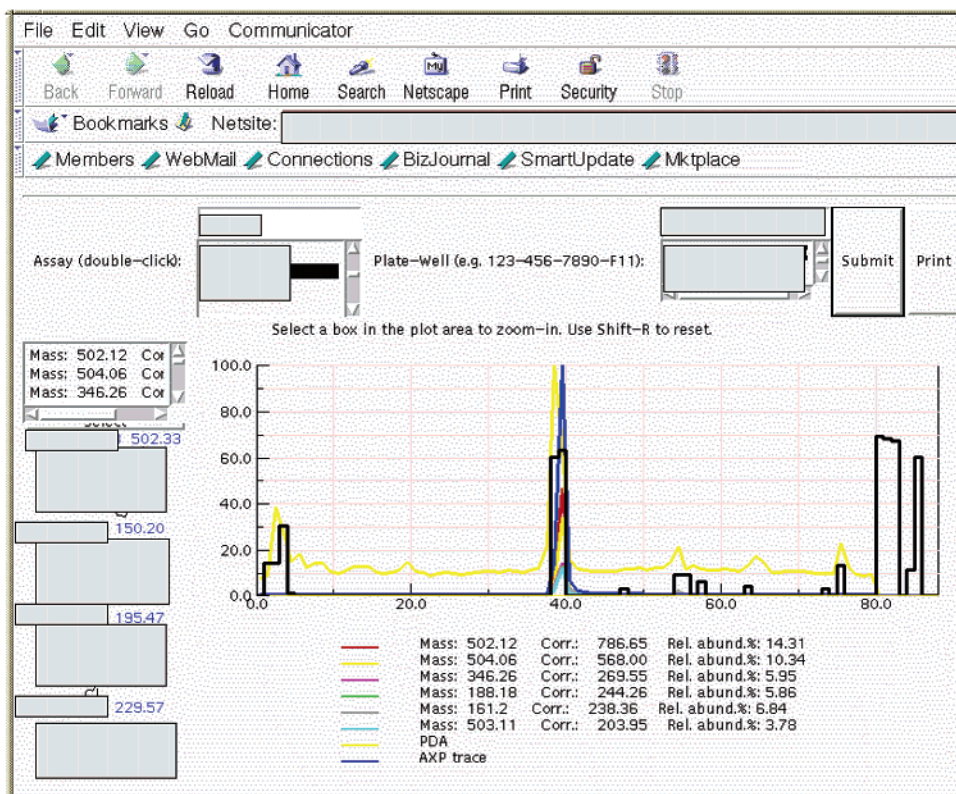 File Edit View Go Communicator
Back Forward Reload Home Search Netscape Print Security Stop
My
Bookmarks Netsite:
Members WebMail Connections BizJournal SmartUpdate Mktplace
Assay (double-click): Plate-Well (e.g. 123-456-7890-F11): Submit Print
Select a box in the plot area to zoom-in. Use Shift-R to reset.
Mass: 502.12 Cor
Mass: 504.06 Cor
Mass: 346.26 Cor
502.33
150.20
195.47
229.57
100.0
80.0
60.0
40.0
20.0
0.0
0.0 20.0 40.0 60.0 80.0
Mass: 502.12 Corr.: 786.65 Rel. abund.%: 14.31
Mass: 504.06 Corr.: 568.00 Rel. abund.%: 10.34
Mass: 346.26 Corr.: 269.55 Rel. abund.%: 5.95
Mass: 188.18 Corr.: 244.26 Rel. abund.%: 5.86
Mass: 161.2 Corr.: 238.36 Rel. abund.%: 6.84
Mass: 503.11 Corr.: 203.95 Rel. abund.%: 3.78
PDA
AXP trace